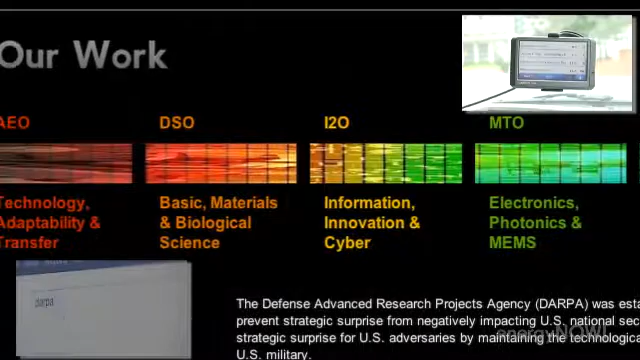 Our Work
AEO
DSO
I2O
MTO
Technology,
Adaptability &
Transfer
Basic, Materials
& Biological
Science
Information,
Innovation &
Cyber
Electronics,
Photonics &
MEMS
darpa
The Defense Advanced Research Projects Agency (DARPA) was esta
prevent strategic surprise from negatively impacting U.S. national sec
strategic surprise for U.S. adversaries by maintaining the technologica
U.S. military.
energyNOW!